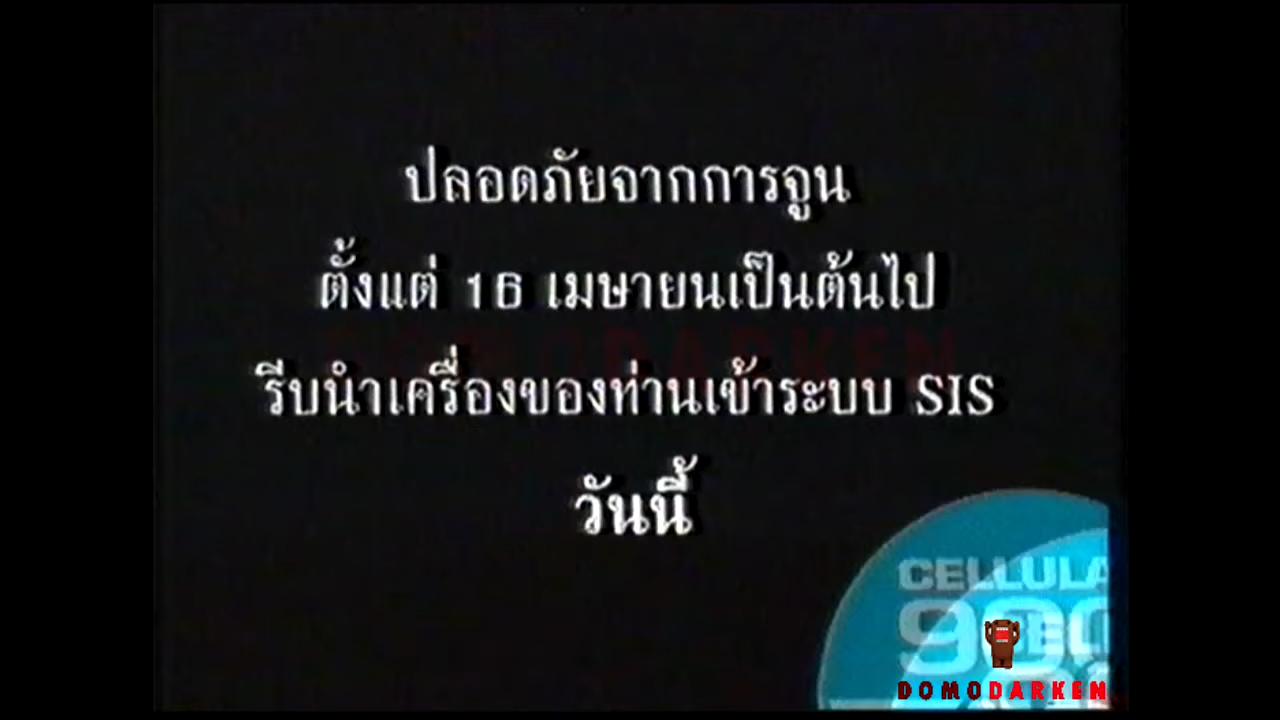 ปลอดภัยจากการจูน
ตั้งแต่ 16 เมษายนเป็นต้นไป
DOMODARKEN
รีบนำเครื่องของท่านเข้าระบบ SIS
วันนี้
CELLULA
900
DOMODARKEN